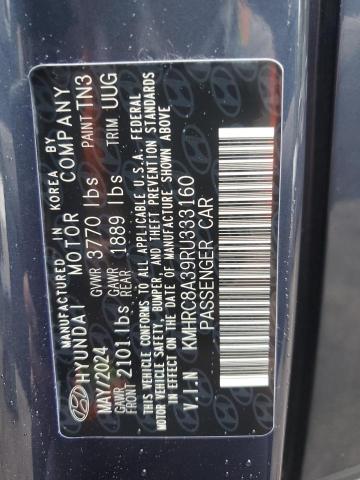 MANUFACTURED IN KOREA BY
HYUNDAI MOTOR COMPANY
MAY/2024 GVWR 3770 lbs PAINT TN3
GAWR FRONT 2101 lbs GAWR REAR 1889 lbs TRIM UUG
THIS VEHICLE CONFORMS TO ALL APPLICABLE U.S.A. FEDERAL
MOTOR VEHICLE SAFETY, BUMPER, AND THEFT PREVENTION STANDARDS
IN EFFECT ON THE DATE OF MANUFACTURE SHOWN ABOVE.
V.I.N KMHRC8A39RU333160
PASSENGER CAR